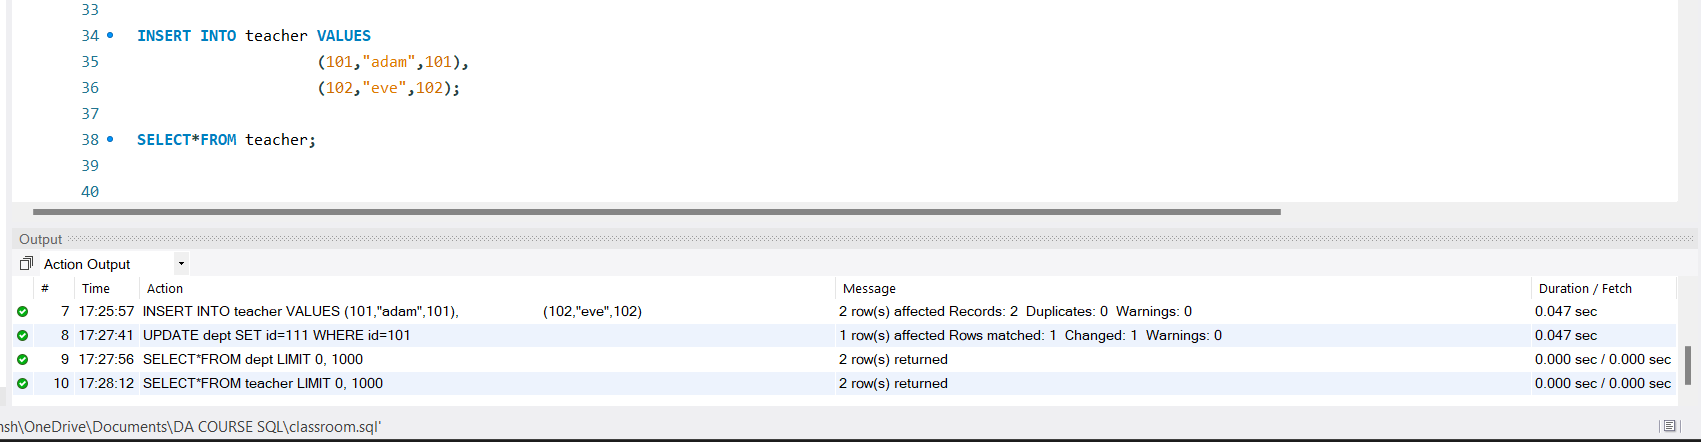 33
34 INSERT INTO teacher VALUES
35 (101,"adam",101),
36 (102,"eve",102);
37
38 SELECT*FROM teacher;
39
40
Output
Action Output
# Time Action Message Duration / Fetch
7 17:25:57 INSERT INTO teacher VALUES (101,"adam",101), (102,"eve",102) 2 row(s) affected Records: 2 Duplicates: 0 Warnings: 0 0.047 sec
8 17:27:41 UPDATE dept SET id=111 WHERE id=101 1 row(s) affected Rows matched: 1 Changed: 1 Warnings: 0 0.047 sec
9 17:27:56 SELECT*FROM dept LIMIT 0, 1000 2 row(s) returned 0.000 sec / 0.000 sec
10 17:28:12 SELECT*FROM teacher LIMIT 0, 1000 2 row(s) returned 0.000 sec / 0.000 sec
nsh\OneDrive\Documents\DA COURSE SQL\classroom.sql'